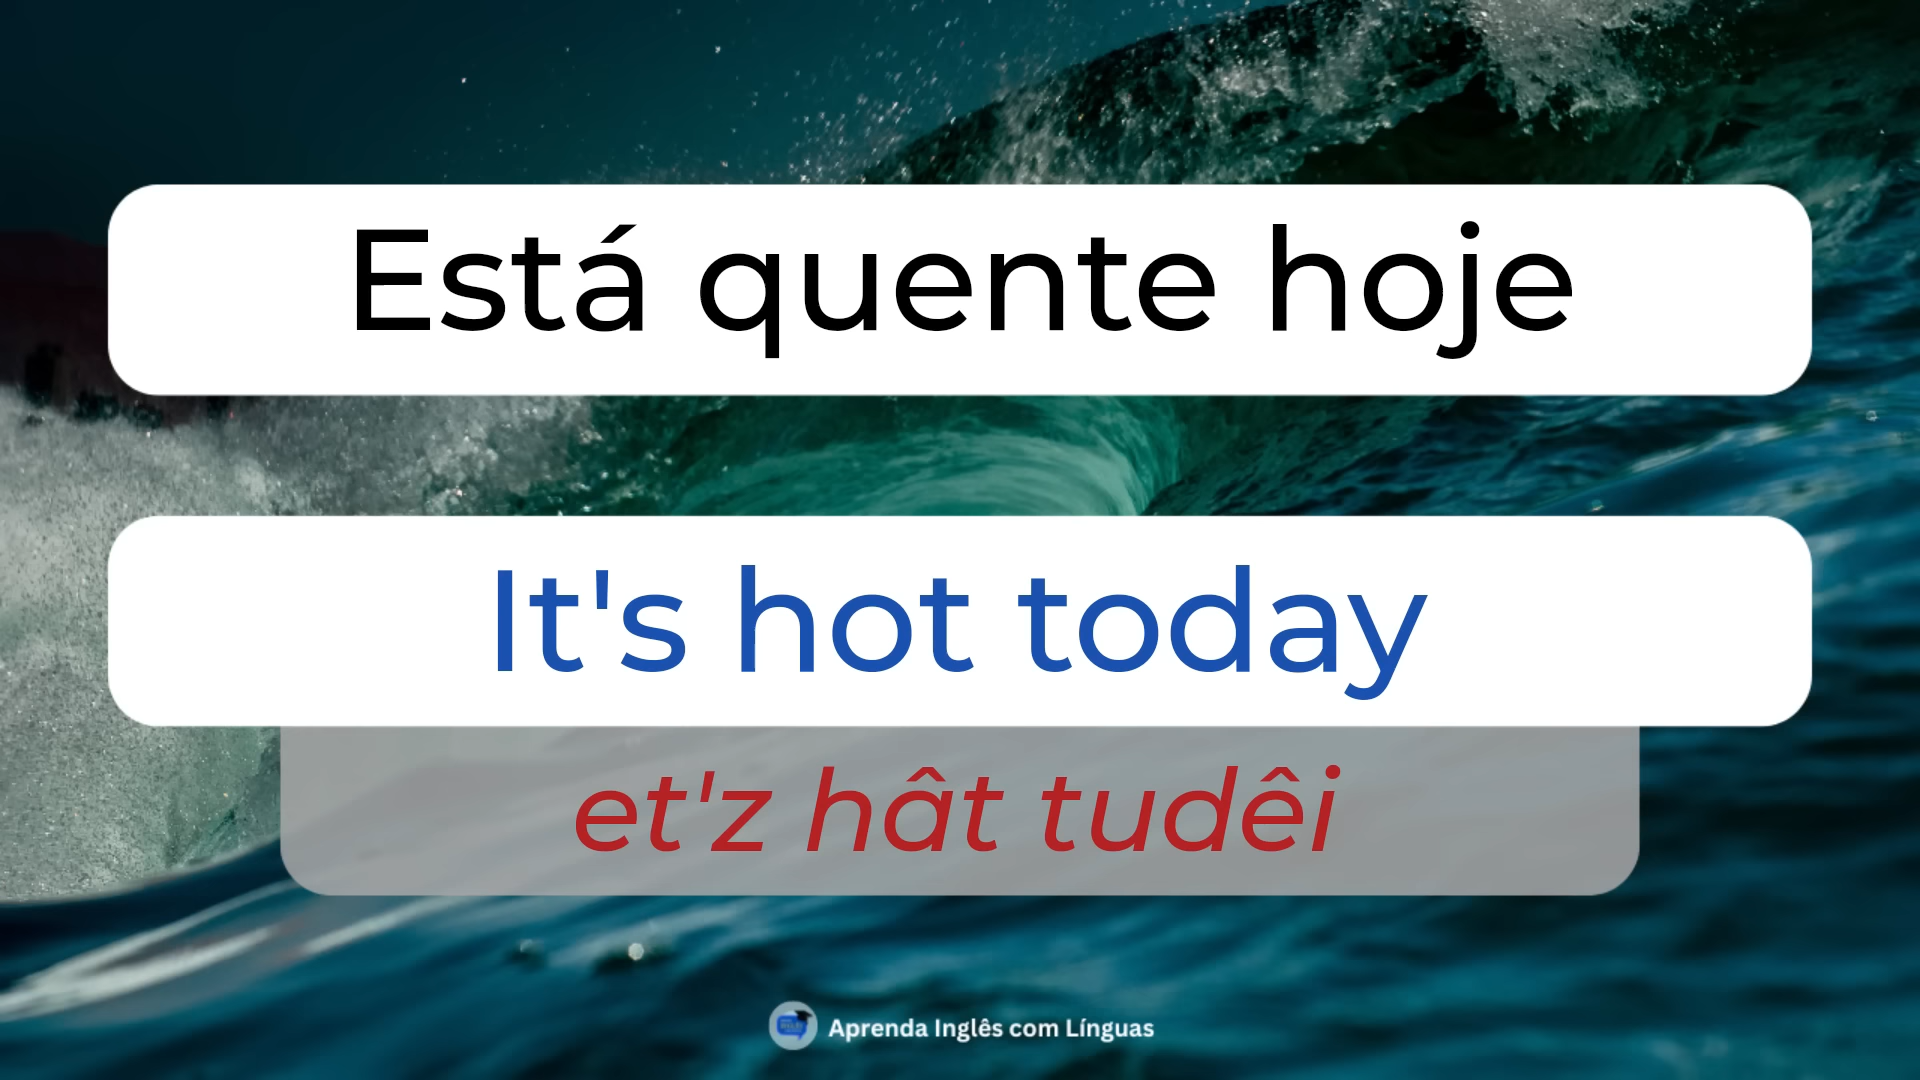 Está quente hoje
It's hot today
et'z hât tudêi
Aprenda Inglês com Línguas